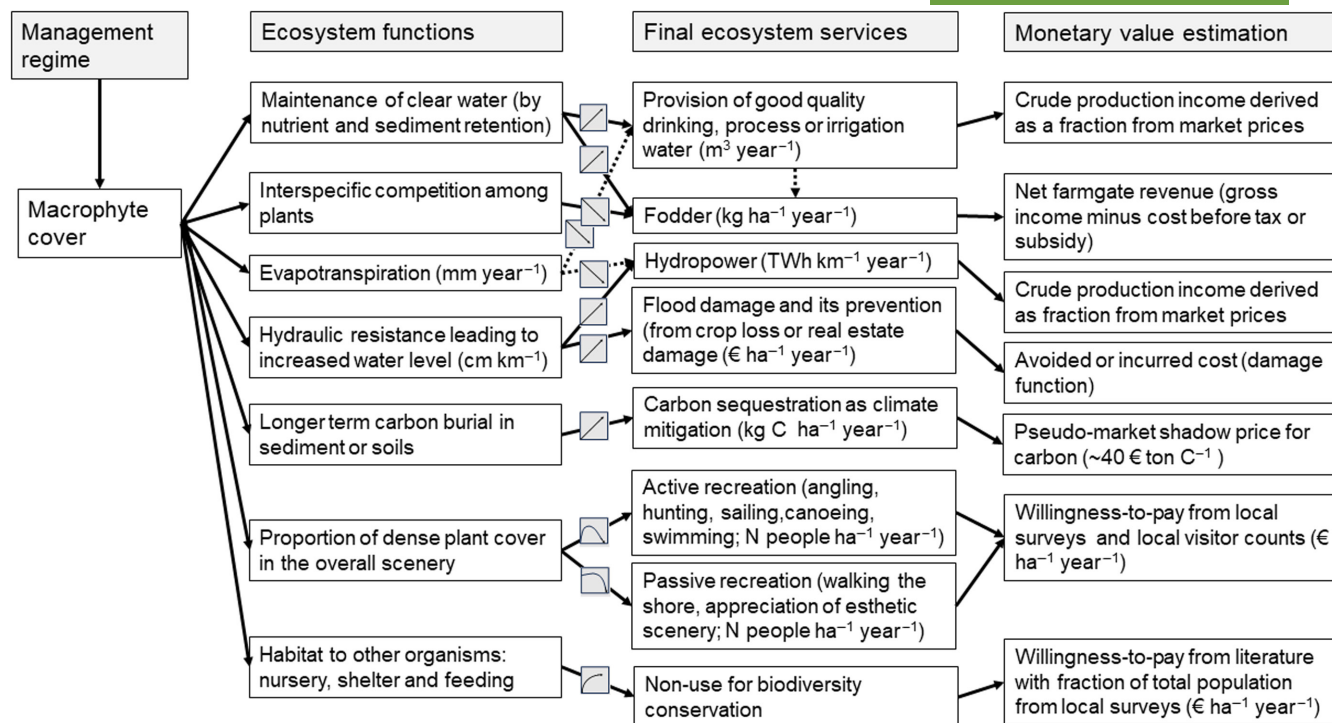 Management
regime
Ecosystem functions
Final ecosystem services
Monetary value estimation
Macrophyte
cover
Maintenance of clear water (by
nutrient and sediment retention)
Interspecific competition among
plants
Evapotranspiration (mm year⁻¹)
Hydraulic resistance leading to
increased water level (cm km⁻¹)
Longer term carbon burial in
sediment or soils
Proportion of dense plant cover
in the overall scenery
Habitat to other organisms:
nursery, shelter and feeding
Provision of good quality
drinking, process or irrigation
water (m³ year⁻¹)
Fodder (kg ha⁻¹ year⁻¹)
Hydropower (TWh km⁻¹ year⁻¹)
Flood damage and its prevention
(from crop loss or real estate
damage (€ ha⁻¹ year⁻¹)
Carbon sequestration as climate
mitigation (kg C ha⁻¹ year⁻¹)
Active recreation (angling,
hunting, sailing,canoeing,
swimming; N people ha⁻¹ year⁻¹)
Passive recreation (walking the
shore, appreciation of esthetic
scenery; N people ha⁻¹ year⁻¹)
Non-use for biodiversity
conservation
Crude production income derived
as a fraction from market prices
Net farmgate revenue (gross
income minus cost before tax or
subsidy)
Crude production income derived
as fraction from market prices
Avoided or incurred cost (damage
function)
Pseudo-market shadow price for
carbon (~40 € ton C⁻¹ )
Willingness-to-pay from local
surveys and local visitor counts (€
ha⁻¹ year⁻¹)
Willingness-to-pay from literature
with fraction of total population
from local surveys (€ ha⁻¹ year⁻¹)